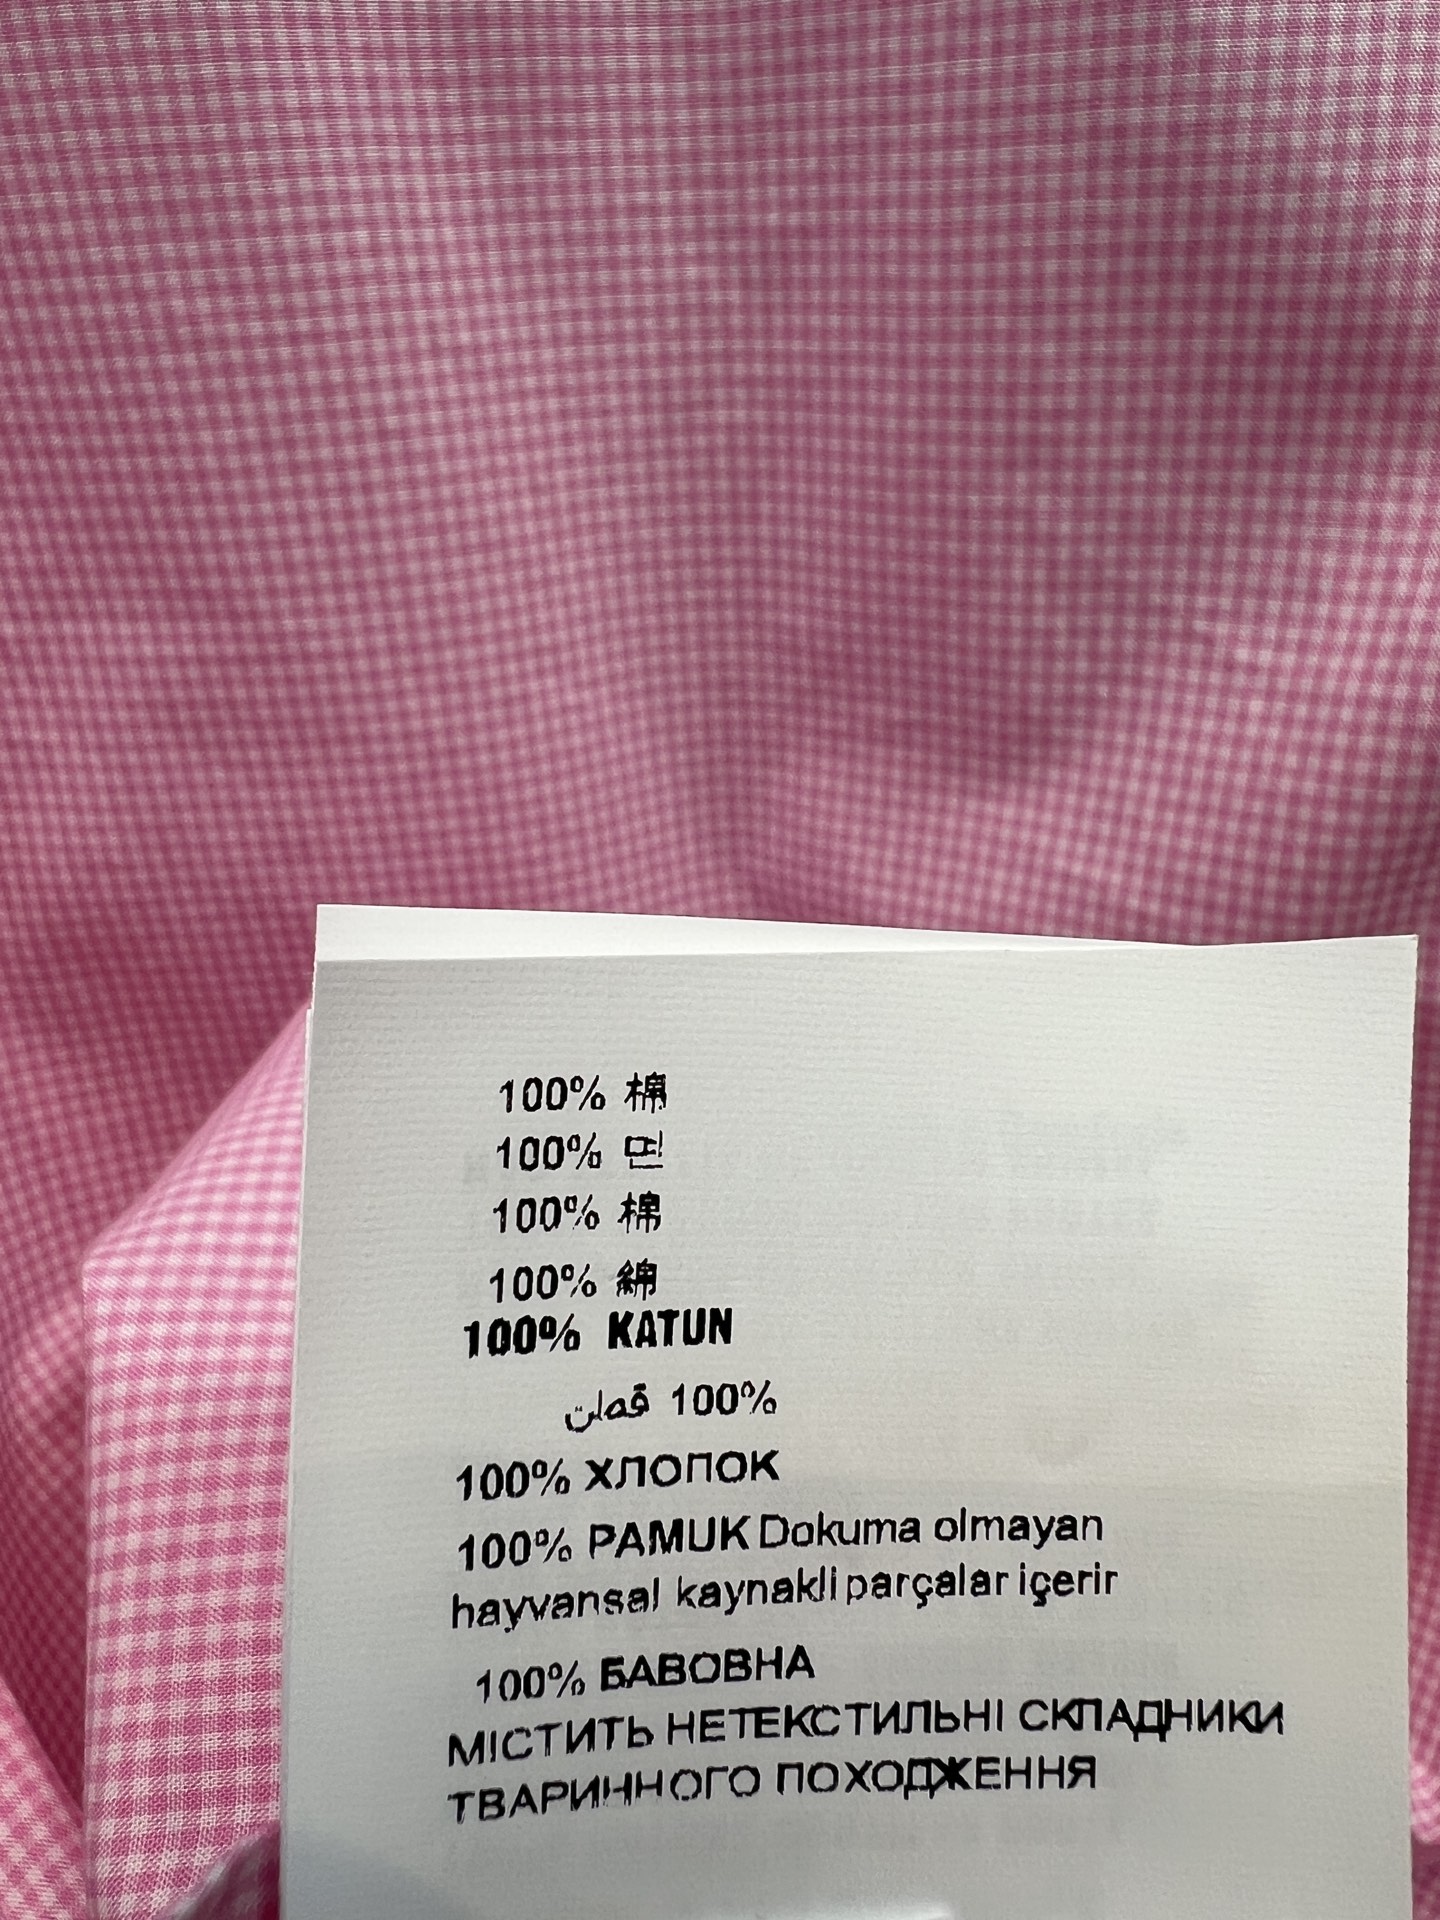 100% 棉
100% 면
100% 棉
100% 綿
100% KATUN
100% قطن
100% ХЛОПОК
100% PAMUK Dokuma olmayan
hayvansal kaynakli parçalar içerir
100% БАВОВНА
МІСТИТЬ НЕТЕКСТИЛЬНІ СКЛАДНИКИ
ТВАРИННОГО ПОХОДЖЕННЯ